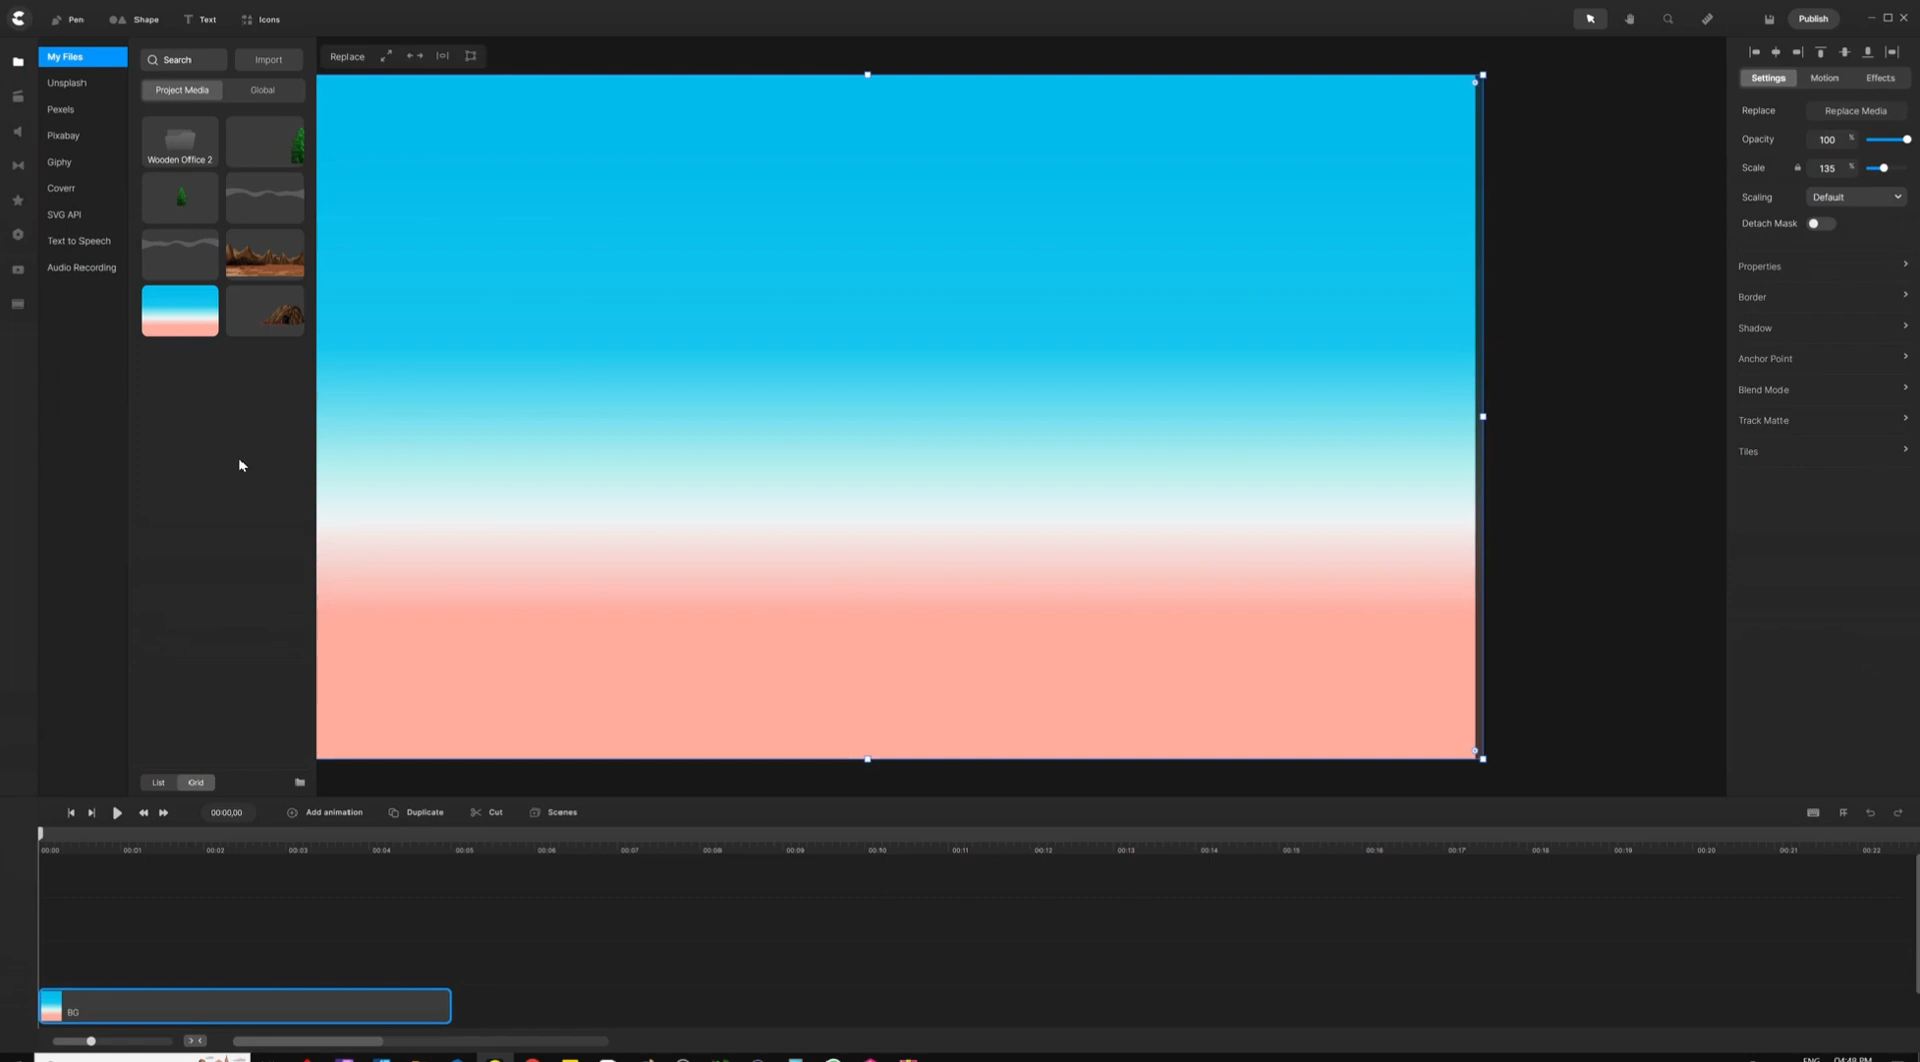 Pen
Shape
Text
Icons
Publish
My Files
Search
Import
Replace
Unsplash
Project Media
Global
Settings
Motion
Effects
Pexels
Replace
Replace Media
Pixabay
Opacity
100
%
Giphy
Wooden Office 2
Scale
135
%
Coverr
Scaling
Default
SVG API
Detach Mask
Text to Speech
Audio Recording
Properties
Border
Shadow
Anchor Point
Blend Mode
Track Matte
Tiles
List
Grid
00:00,00
Add animation
Duplicate
Cut
Scenes
00:00
00:01
00:02
00:03
00:04
00:05
00:06
00:07
00:08
00:09
00:10
00:11
00:12
00:13
00:14
00:15
00:16
00:17
00:18
00:19
00:20
00:21
00:22
BG
ENG
04:48 PM